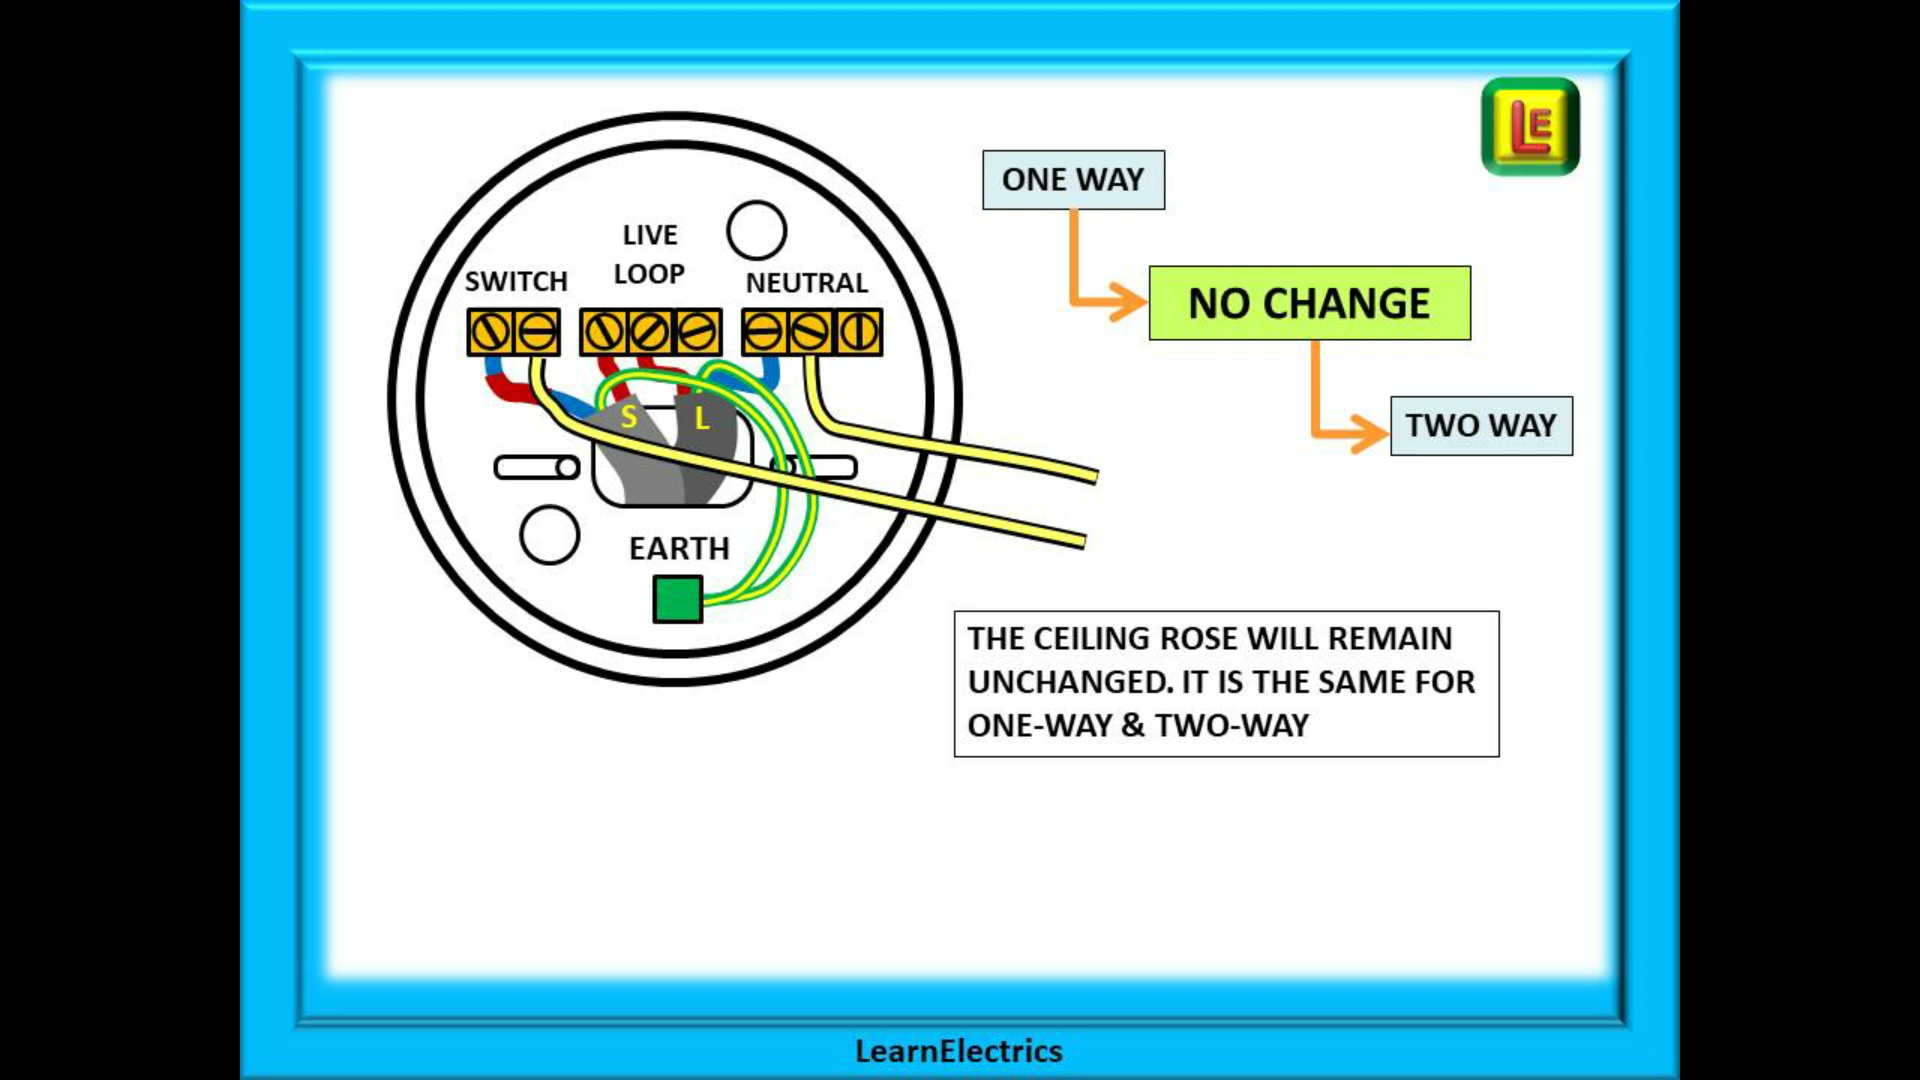 LE
ONE WAY
LIVE
LOOP
SWITCH
NEUTRAL
NO CHANGE
S
L
TWO WAY
EARTH
THE CEILING ROSE WILL REMAIN
UNCHANGED. IT IS THE SAME FOR
ONE-WAY & TWO-WAY
LearnElectrics